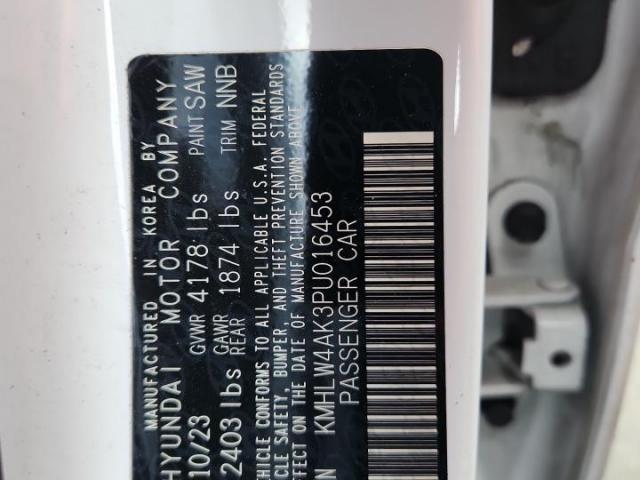 MANUFACTURED IN KOREA BY
HYUNDAI MOTOR COMPANY
10/23 GVWR 4178 lbs PAINT SAW
2403 lbs GAWR REAR 1874 lbs TRIM NNB
VEHICLE CONFORMS TO ALL APPLICABLE U.S.A. FEDERAL
SAFETY, BUMPER, AND THEFT PREVENTION STANDARDS
ON THE DATE OF MANUFACTURE SHOWN ABOVE
KMHLW4AK3PU016453
PASSENGER CAR